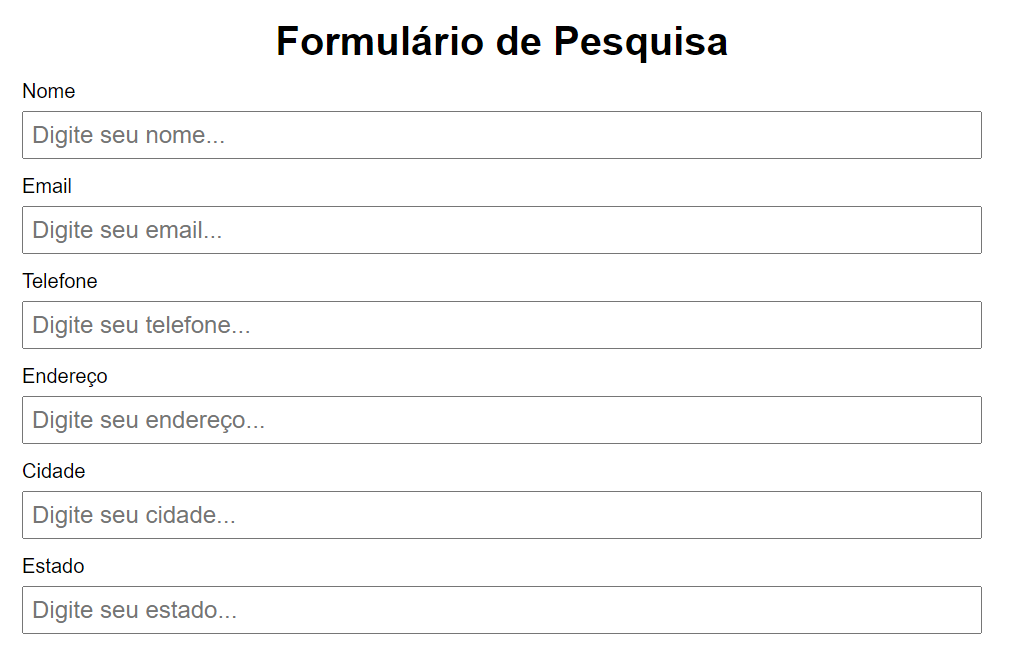 Formulário de Pesquisa
Nome
Digite seu nome...
Email
Digite seu email...
Telefone
Digite seu telefone...
Endereço
Digite seu endereço...
Cidade
Digite seu cidade...
Estado
Digite seu estado...